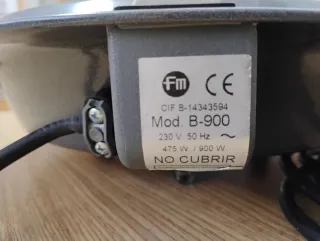 fm CE
CIF B-14343594
Mod. B-900
230 V. 50 Hz. ~
475 W. / 900 W.
NO CUBRIR